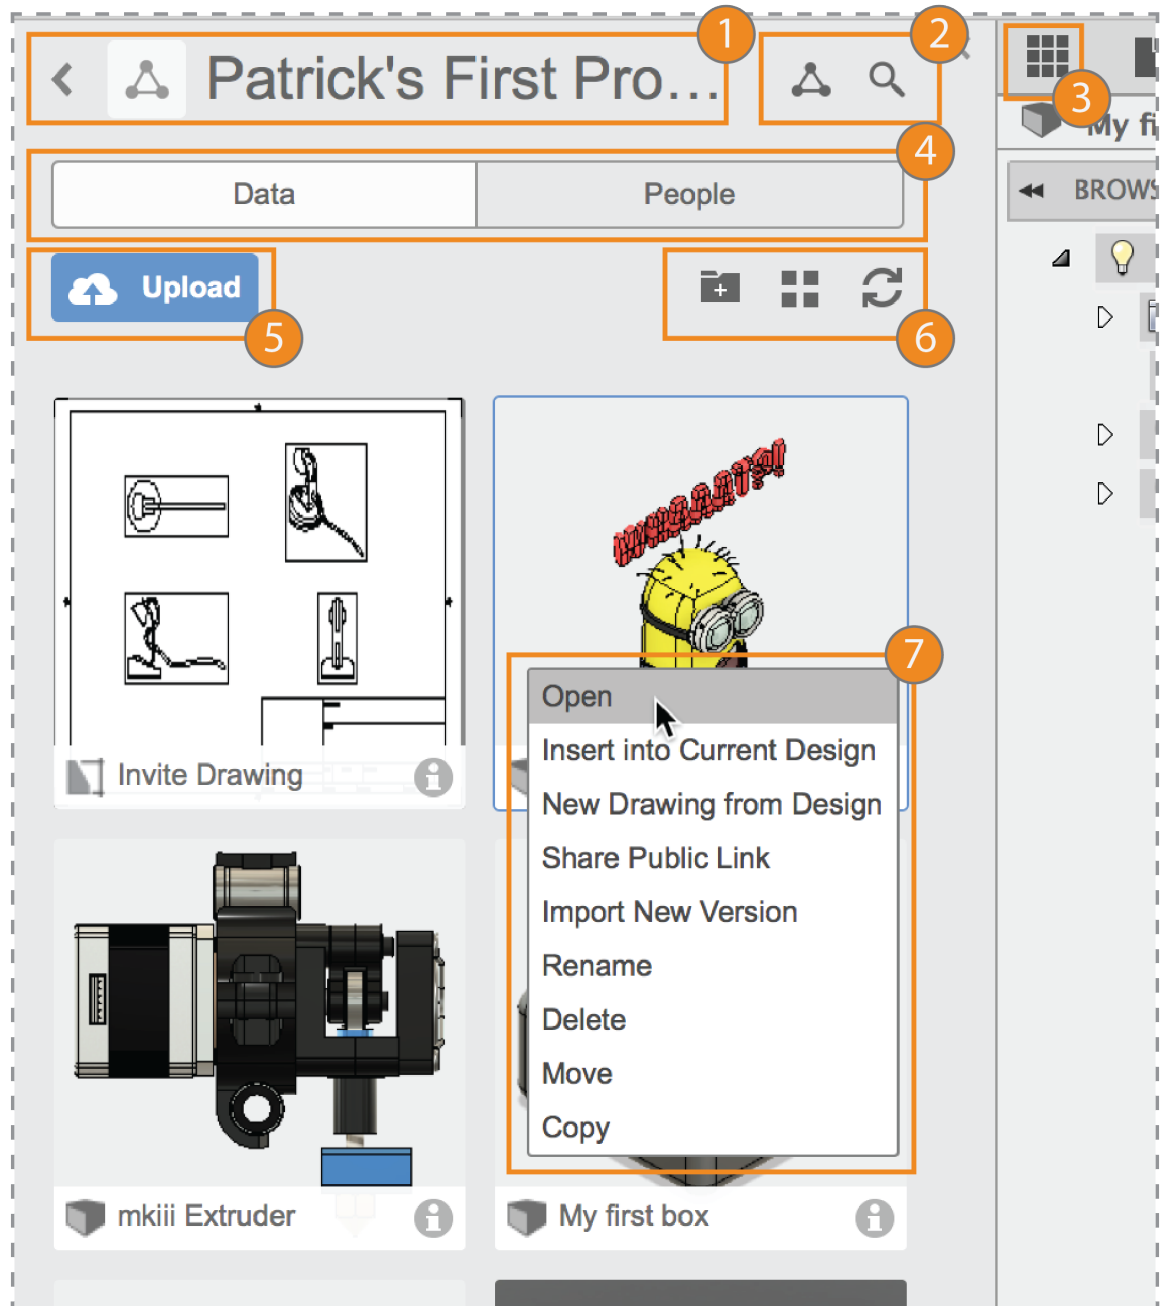 1
2
Patrick's First Pro...
3
My fi
4
Data
People
BROWS
Upload
5
6
WHAAAT?!
7
Open
Insert into Current Design
Invite Drawing
New Drawing from Design
Share Public Link
Import New Version
Rename
Delete
Move
Copy
mkiii Extruder
My first box